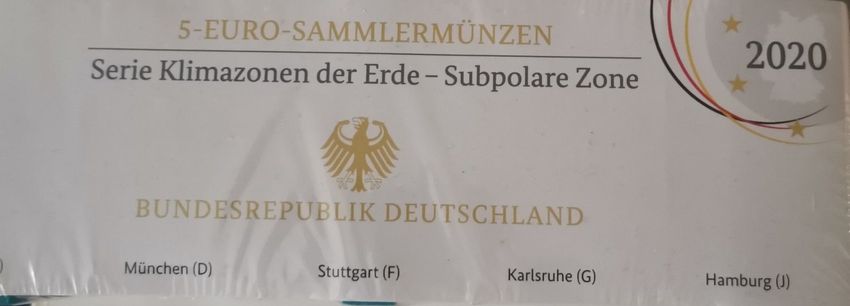 5-EURO-SAMMLERMÜNZEN
2020
Serie Klimazonen der Erde – Subpolare Zone
BUNDESREPUBLIK DEUTSCHLAND
) München (D) Stuttgart (F) Karlsruhe (G) Hamburg (J)